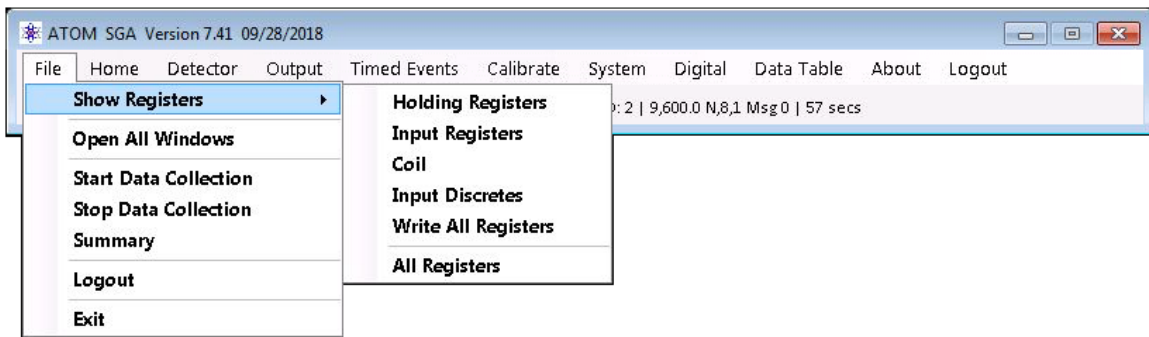 ATOM SGA Version 7.41 09/28/2018
File Home Detector Output Timed Events Calibrate System Digital Data Table About Logout
: 2 | 9,600.0 N,8,1 Msg 0 | 57 secs
Show Registers
Open All Windows
Start Data Collection
Stop Data Collection
Summary
Logout
Exit
Holding Registers
Input Registers
Coil
Input Discretes
Write All Registers
All Registers